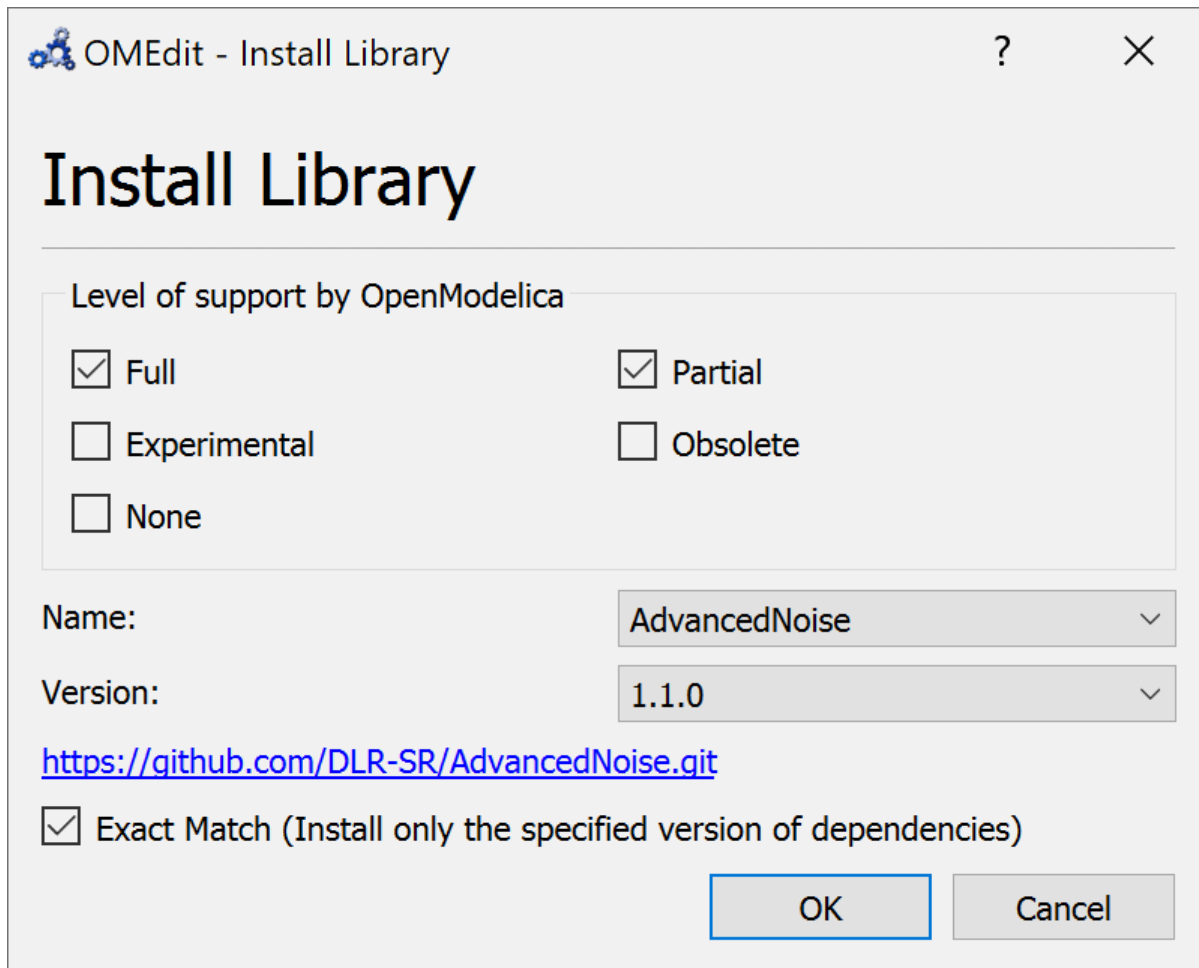 OMEdit - Install Library ?
Install Library
Level of support by OpenModelica
Full
Partial
Experimental
Obsolete
None
Name: AdvancedNoise
Version: 1.1.0
https://github.com/DLR-SR/AdvancedNoise.git
Exact Match (Install only the specified version of dependencies)
OK
Cancel